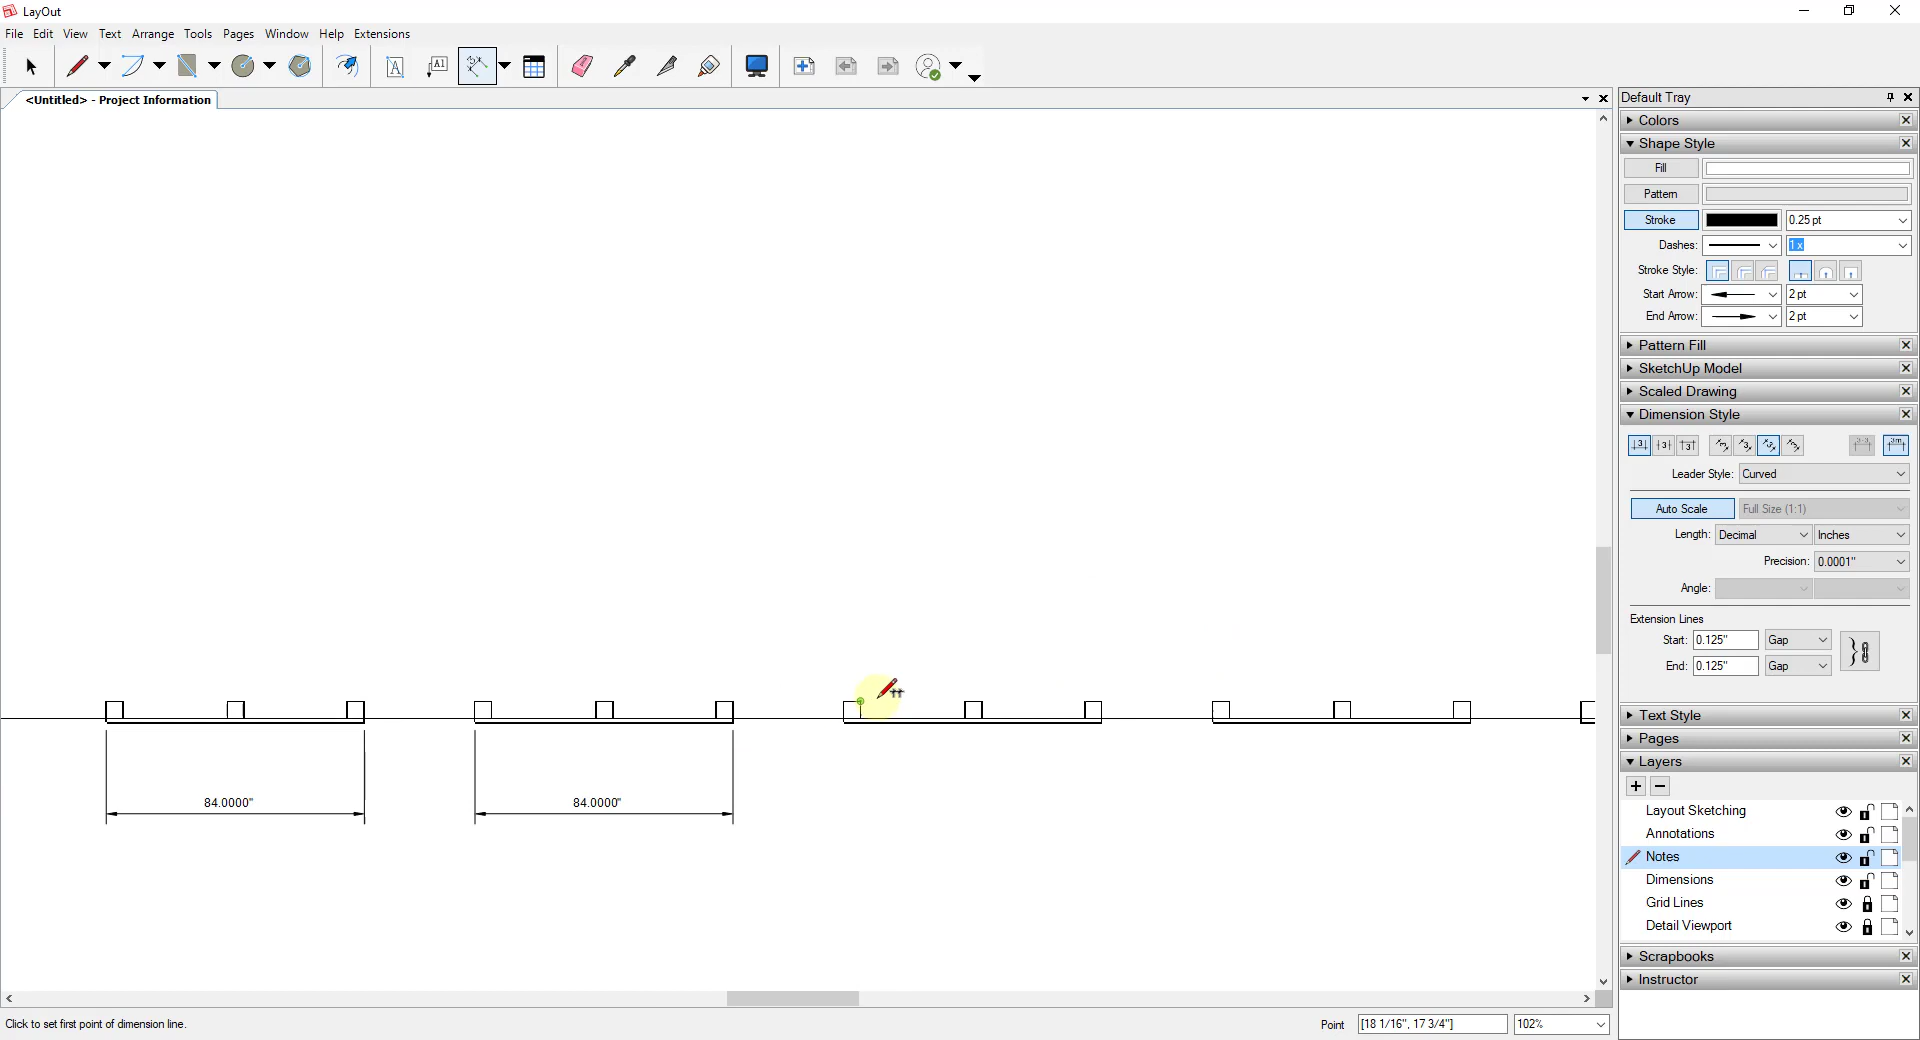 LayOut
File Edit View Text Arrange Tools Pages Window Help Extensions
A A1
<Untitled> - Project Information
Default Tray
Colors
Shape Style
Fill
Pattern
Stroke 0.25 pt
Dashes: 1 x
Stroke Style:
Start Arrow: 2 pt
End Arrow: 2 pt
Pattern Fill
SketchUp Model
Scaled Drawing
Dimension Style
Leader Style: Curved
Auto Scale Full Size (1:1)
Length: Decimal Inches
Precision: 0.0001"
Angle:
Extension Lines
Start: 0.125" Gap
End: 0.125" Gap
Text Style
Pages
Layers
Layout Sketching
Annotations
Notes
Dimensions
Grid Lines
Detail Viewport
Scrapbooks
Instructor
84.0000" 84.0000"
Click to set first point of dimension line.
Point [18 1/16", 17 3/4"] 102%